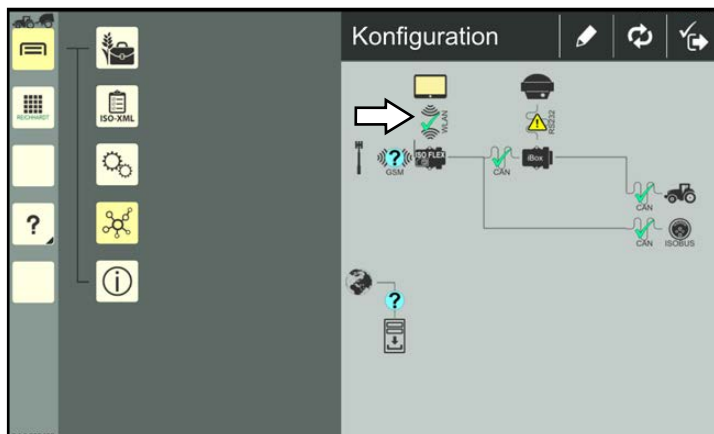 Konfiguration
REICHHARDT
ISO-XML
?
WLAN
RS232
?
GSM
ISO FLEX
CAN
iBox
CAN
CAN
ISOBUS
?